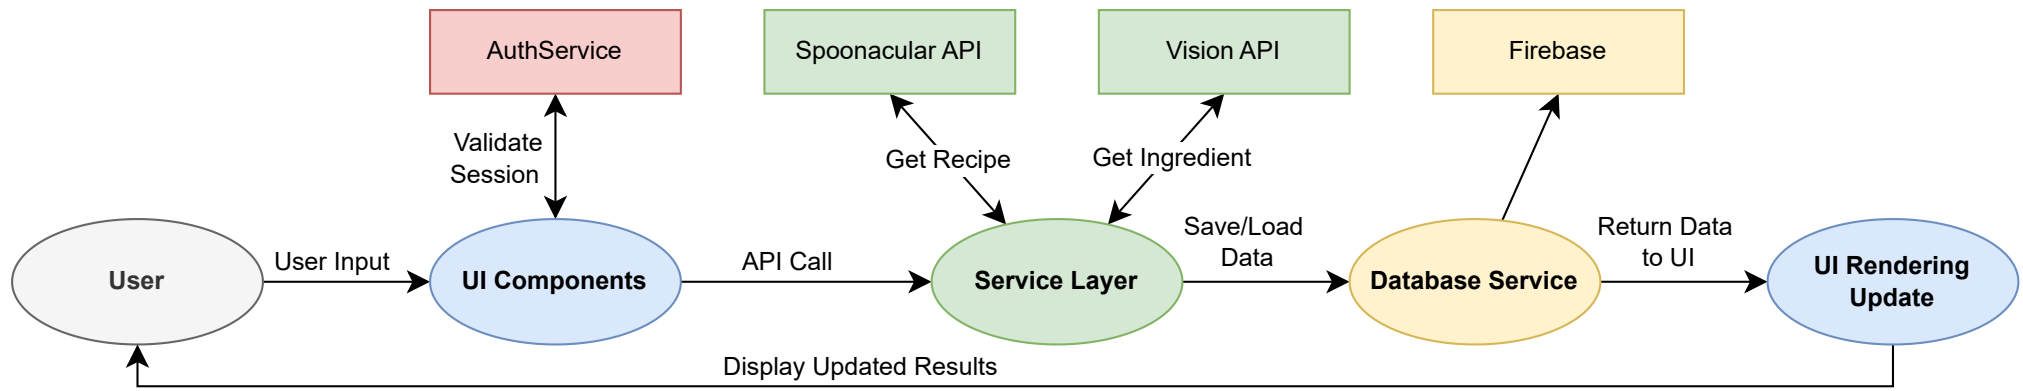 AuthService
Spoonacular API
Vision API
Firebase
Validate
Session
Get Recipe
Get Ingredient
User
User Input
UI Components
API Call
Service Layer
Save/Load
Data
Database Service
Return Data
to UI
UI Rendering
Update
Display Updated Results